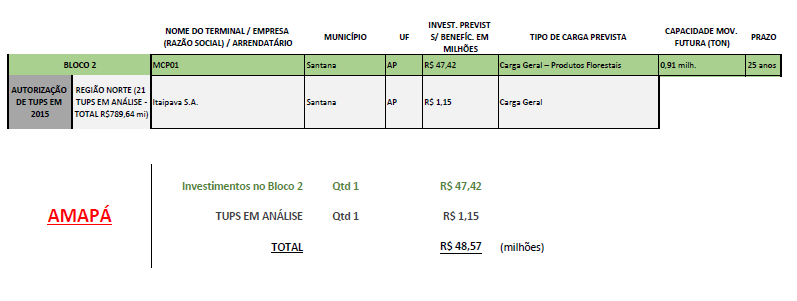 NOME DO TERMINAL / EMPRESA (RAZÃO SOCIAL) / ARRENDATÁRIO
MUNICÍPIO
UF
INVEST. PREVIST S/ BENEFÍC. EM MILHÕES
TIPO DE CARGA PREVISTA
CAPACIDADE MOV. FUTURA (TON)
PRAZO
BLOCO 2 MCP01 Santana AP R$ 47,42 Carga Geral – Produtos Florestais 0,91 milh. 25 anos
AUTORIZAÇÃO DE TUPS EM 2015
REGIÃO NORTE (21 TUPS EM ANÁLISE - TOTAL R$789,64 mi)
Itaipava S.A. Santana AP R$ 1,15 Carga Geral
AMAPÁ
Investimentos no Bloco 2 Qtd 1 R$ 47,42
TUPS EM ANÁLISE Qtd 1 R$ 1,15
TOTAL R$ 48,57 (milhões)